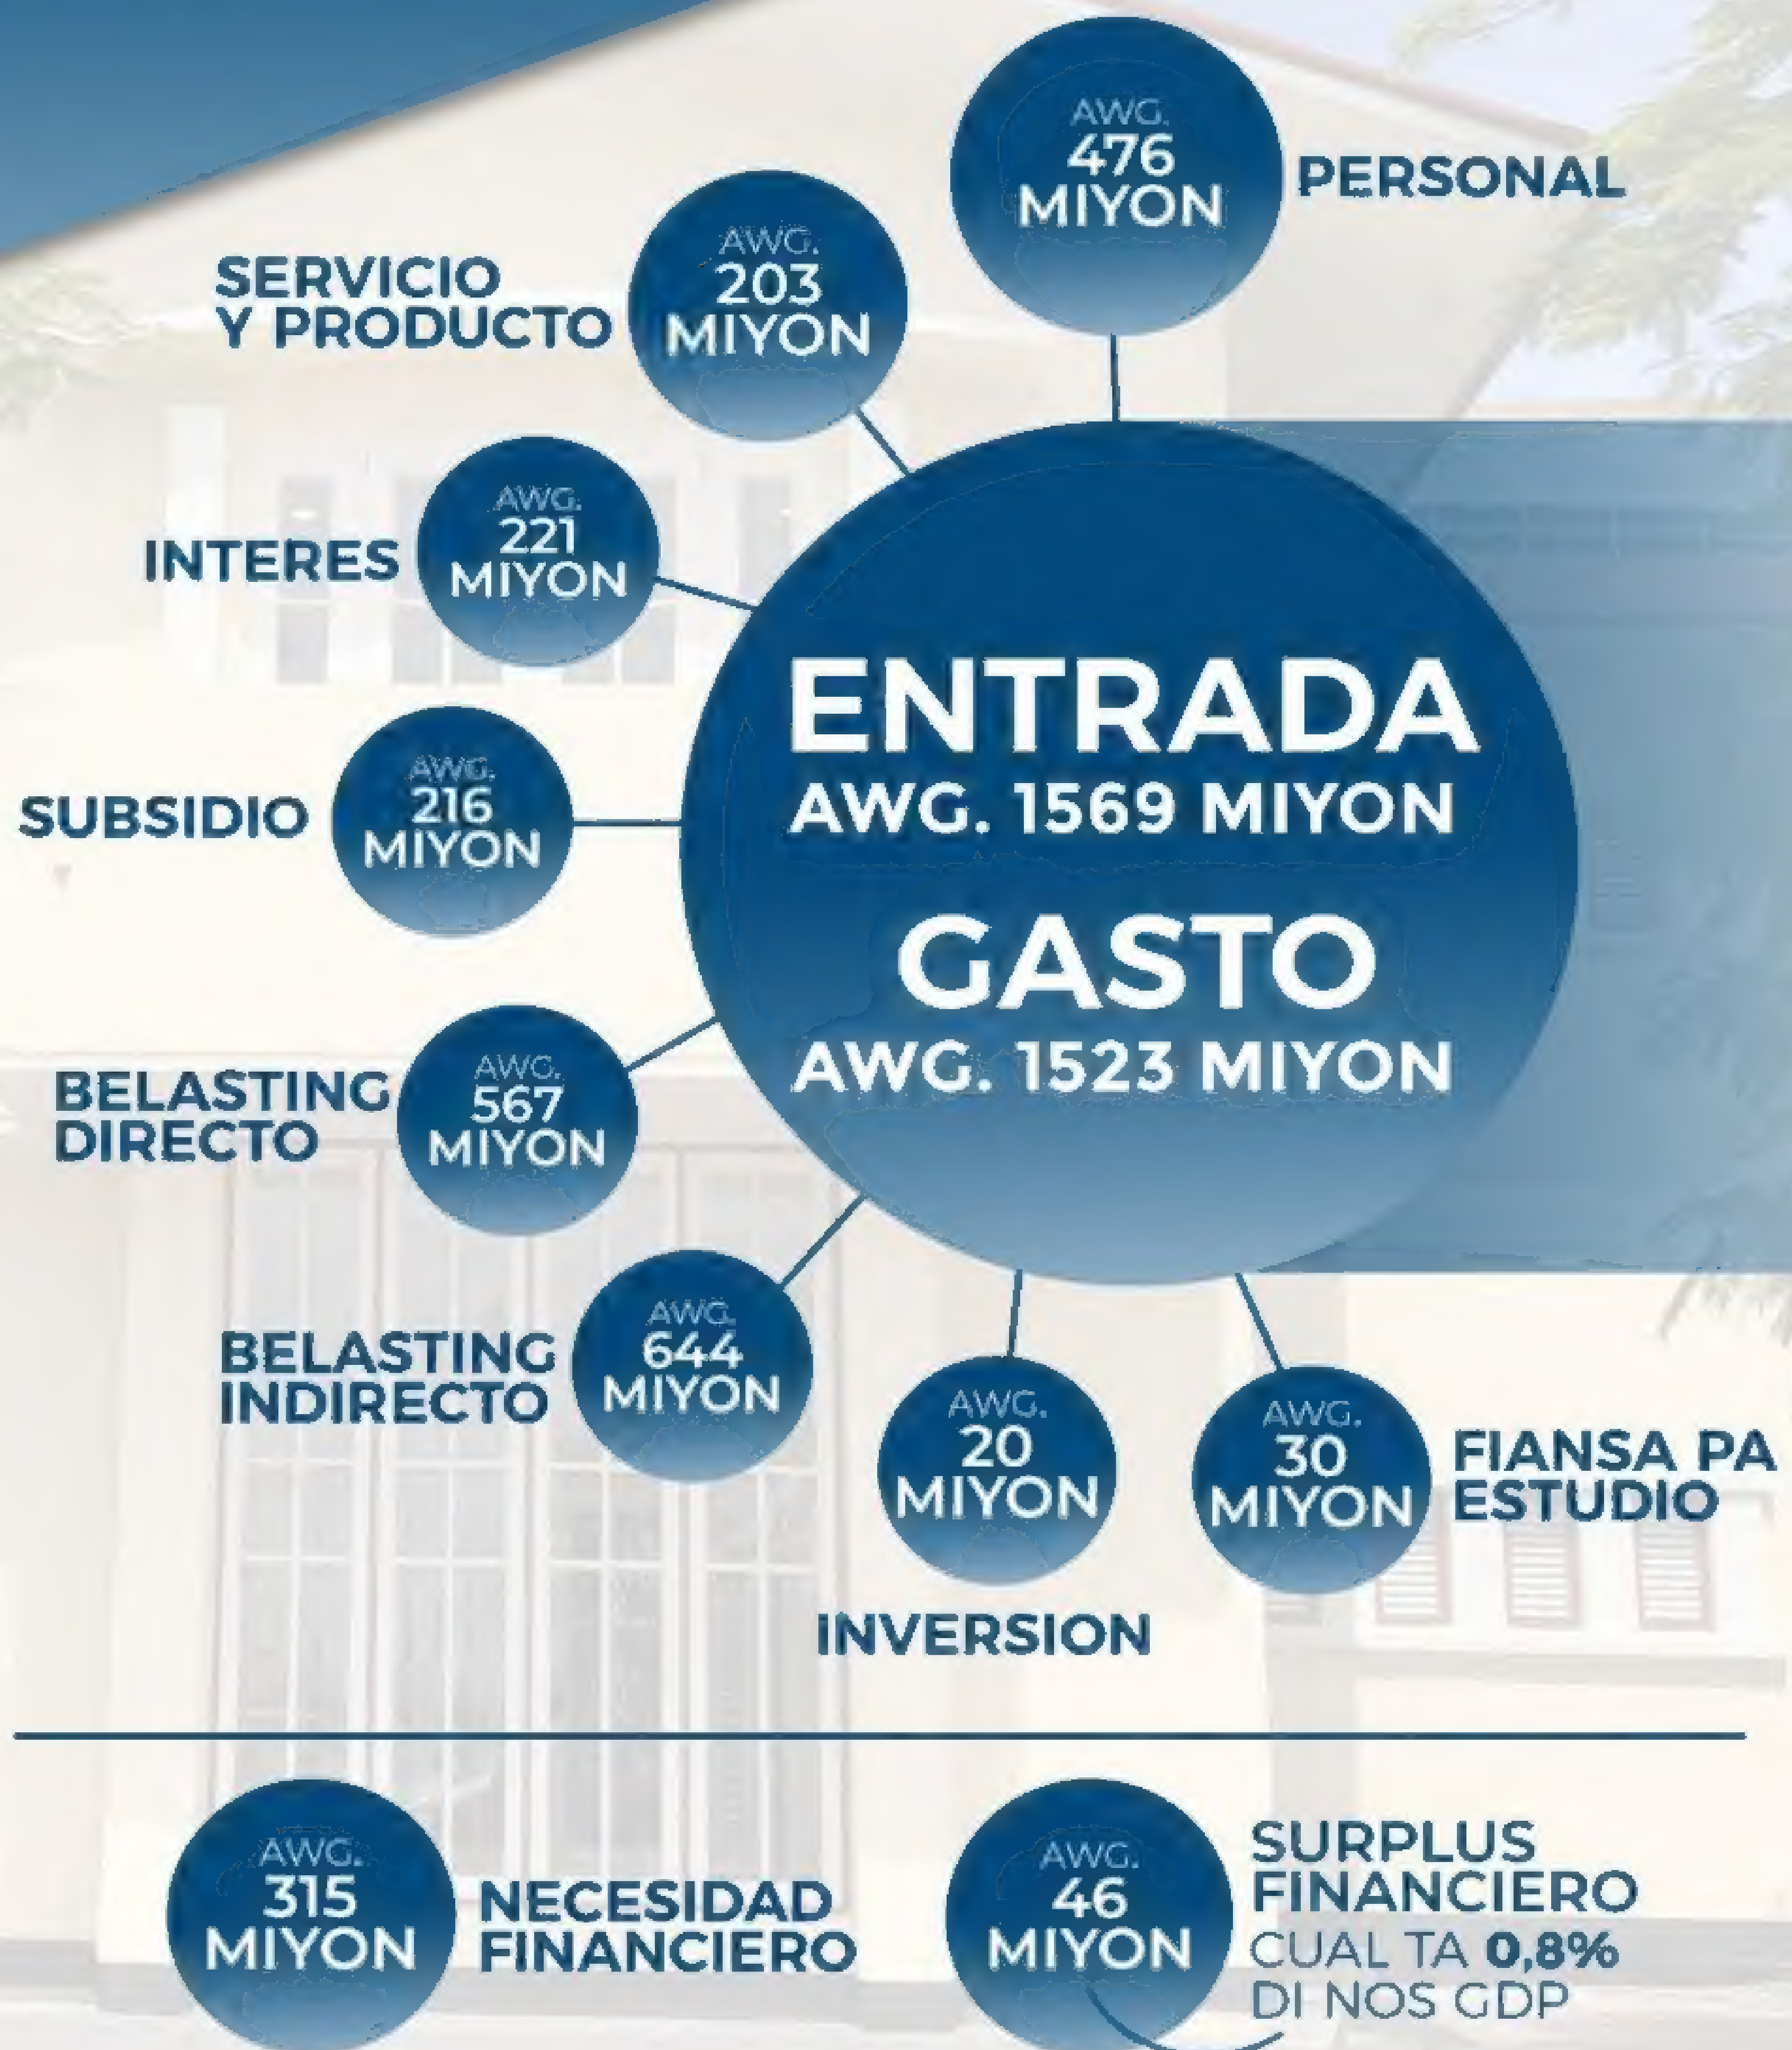 AWG.
476
MIYON
PERSONAL
SERVICIO
Y PRODUCTO
AWG.
203
MIYON
INTERES
AWG.
221
MIYON
SUBSIDIO
AWG.
216
MIYON
ENTRADA
AWG. 1569 MIYON
GASTO
AWG. 1523 MIYON
BELASTING
DIRECTO
AWG.
567
MIYON
BELASTING
INDIRECTO
AWG.
644
MIYON
AWG.
20
MIYON
INVERSION
AWG.
30
MIYON
FIANSA PA
ESTUDIO
AWG.
315
MIYON
NECESIDAD
FINANCIERO
AWG.
46
MIYON
SURPLUS
FINANCIERO
CUAL TA 0,8%
DI NOS GDP